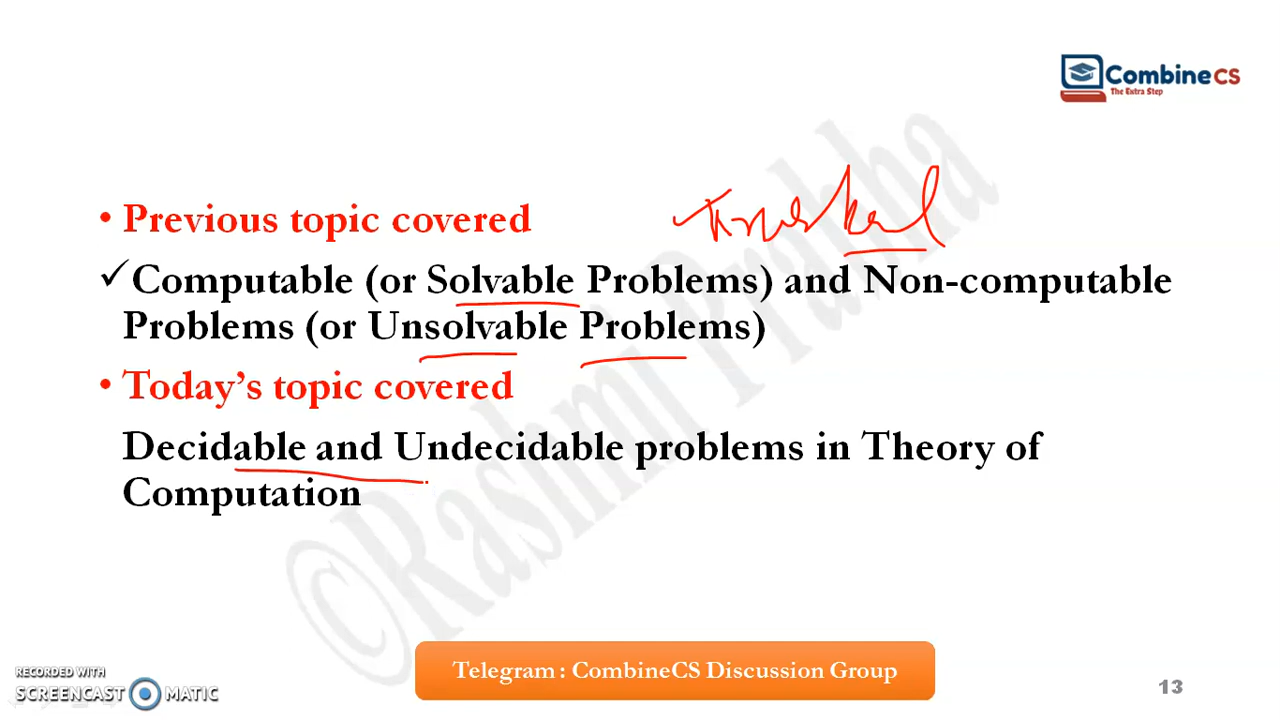 CombineCS
The Extra Step
• Previous topic covered
✓Computable (or Solvable Problems) and Non-computable
Problems (or Unsolvable Problems)
• Today’s topic covered
Decidable and Undecidable problems in Theory of
Computation
©Rashmi Prabha
Telegram : CombineCS Discussion Group
RECORDED WITH
SCREENCAST MATIC
13